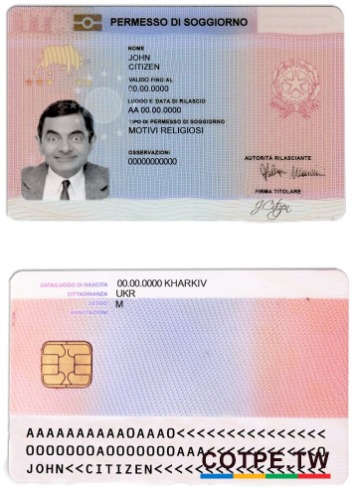 IT
PERMESSO DI SOGGIORNO
NOME
JOHN
CITIZEN
VALIDO FINO AL
00.00.0000
LUOGO E DATA DI RILASCIO
AA 00.00.0000
TIPO DI PERMESSO DI SOGGIORNO
MOTIVI RELIGIOSI
OSSERVAZIONI
00000000000
AUTORITÀ RILASCIANTE
FIRMA TITOLARE
J Citizen
DATA/LUOGO DI NASCITA 00.00.0000 KHARKIV
CITTADINANZA UKR
SESSO M
ANNOTAZIONI
AAAAAAAAAA0AAA0<<<<<<<<<<<<<<<
JOHN<<CITIZEN<<<<<<<<<<<<<<<<<
COTPE TW